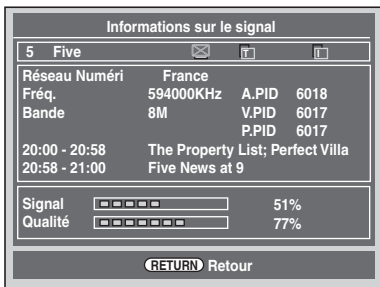 Informations sur le signal
5 Five T I
Réseau Numéri France
Fréq. 594000KHz A.PID 6018
Bande 8M V.PID 6017
P.PID 6017
20:00 - 20:58 The Property List; Perfect Villa
20:58 - 21:00 Five News at 9
Signal 51%
Qualité 77%
RETURN Retour